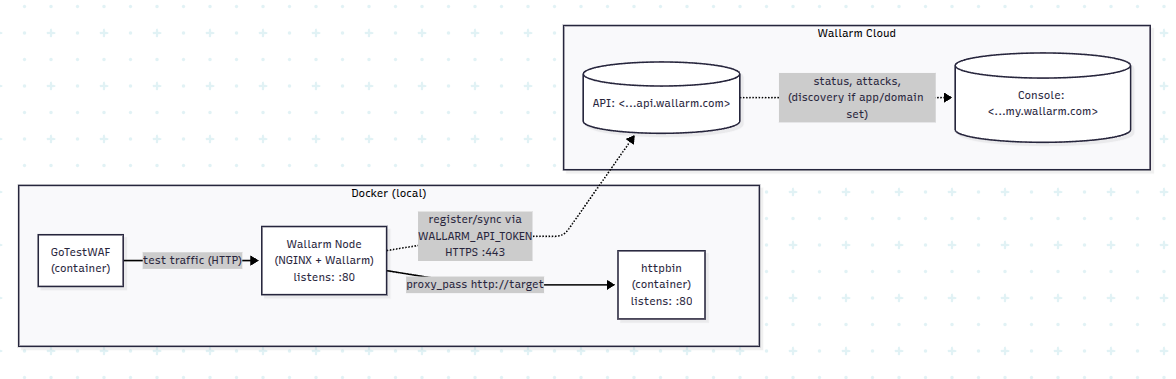 Wallarm Cloud
API: <...api.wallarm.com>
status, attacks,
(discovery if app/domain
set)
Console:
<...my.wallarm.com>
Docker (local)
GoTestWAF
(container)
test traffic (HTTP)
Wallarm Node
(NGINX + Wallarm)
listens: :80
register/sync via
WALLARM_API_TOKEN
HTTPS :443
proxy_pass http://target
httpbin
(container)
listens: :80